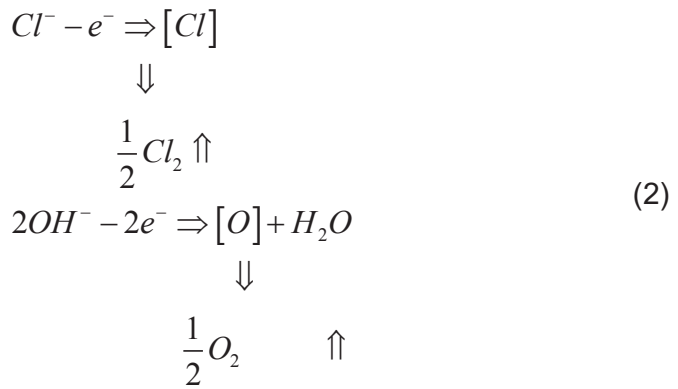 Cl⁻ − e⁻ ⇒ [Cl]
⇓
½ Cl₂ ⇑
(2)
2OH⁻ − 2e⁻ ⇒ [O] + H₂O
⇓
½ O₂ ⇑